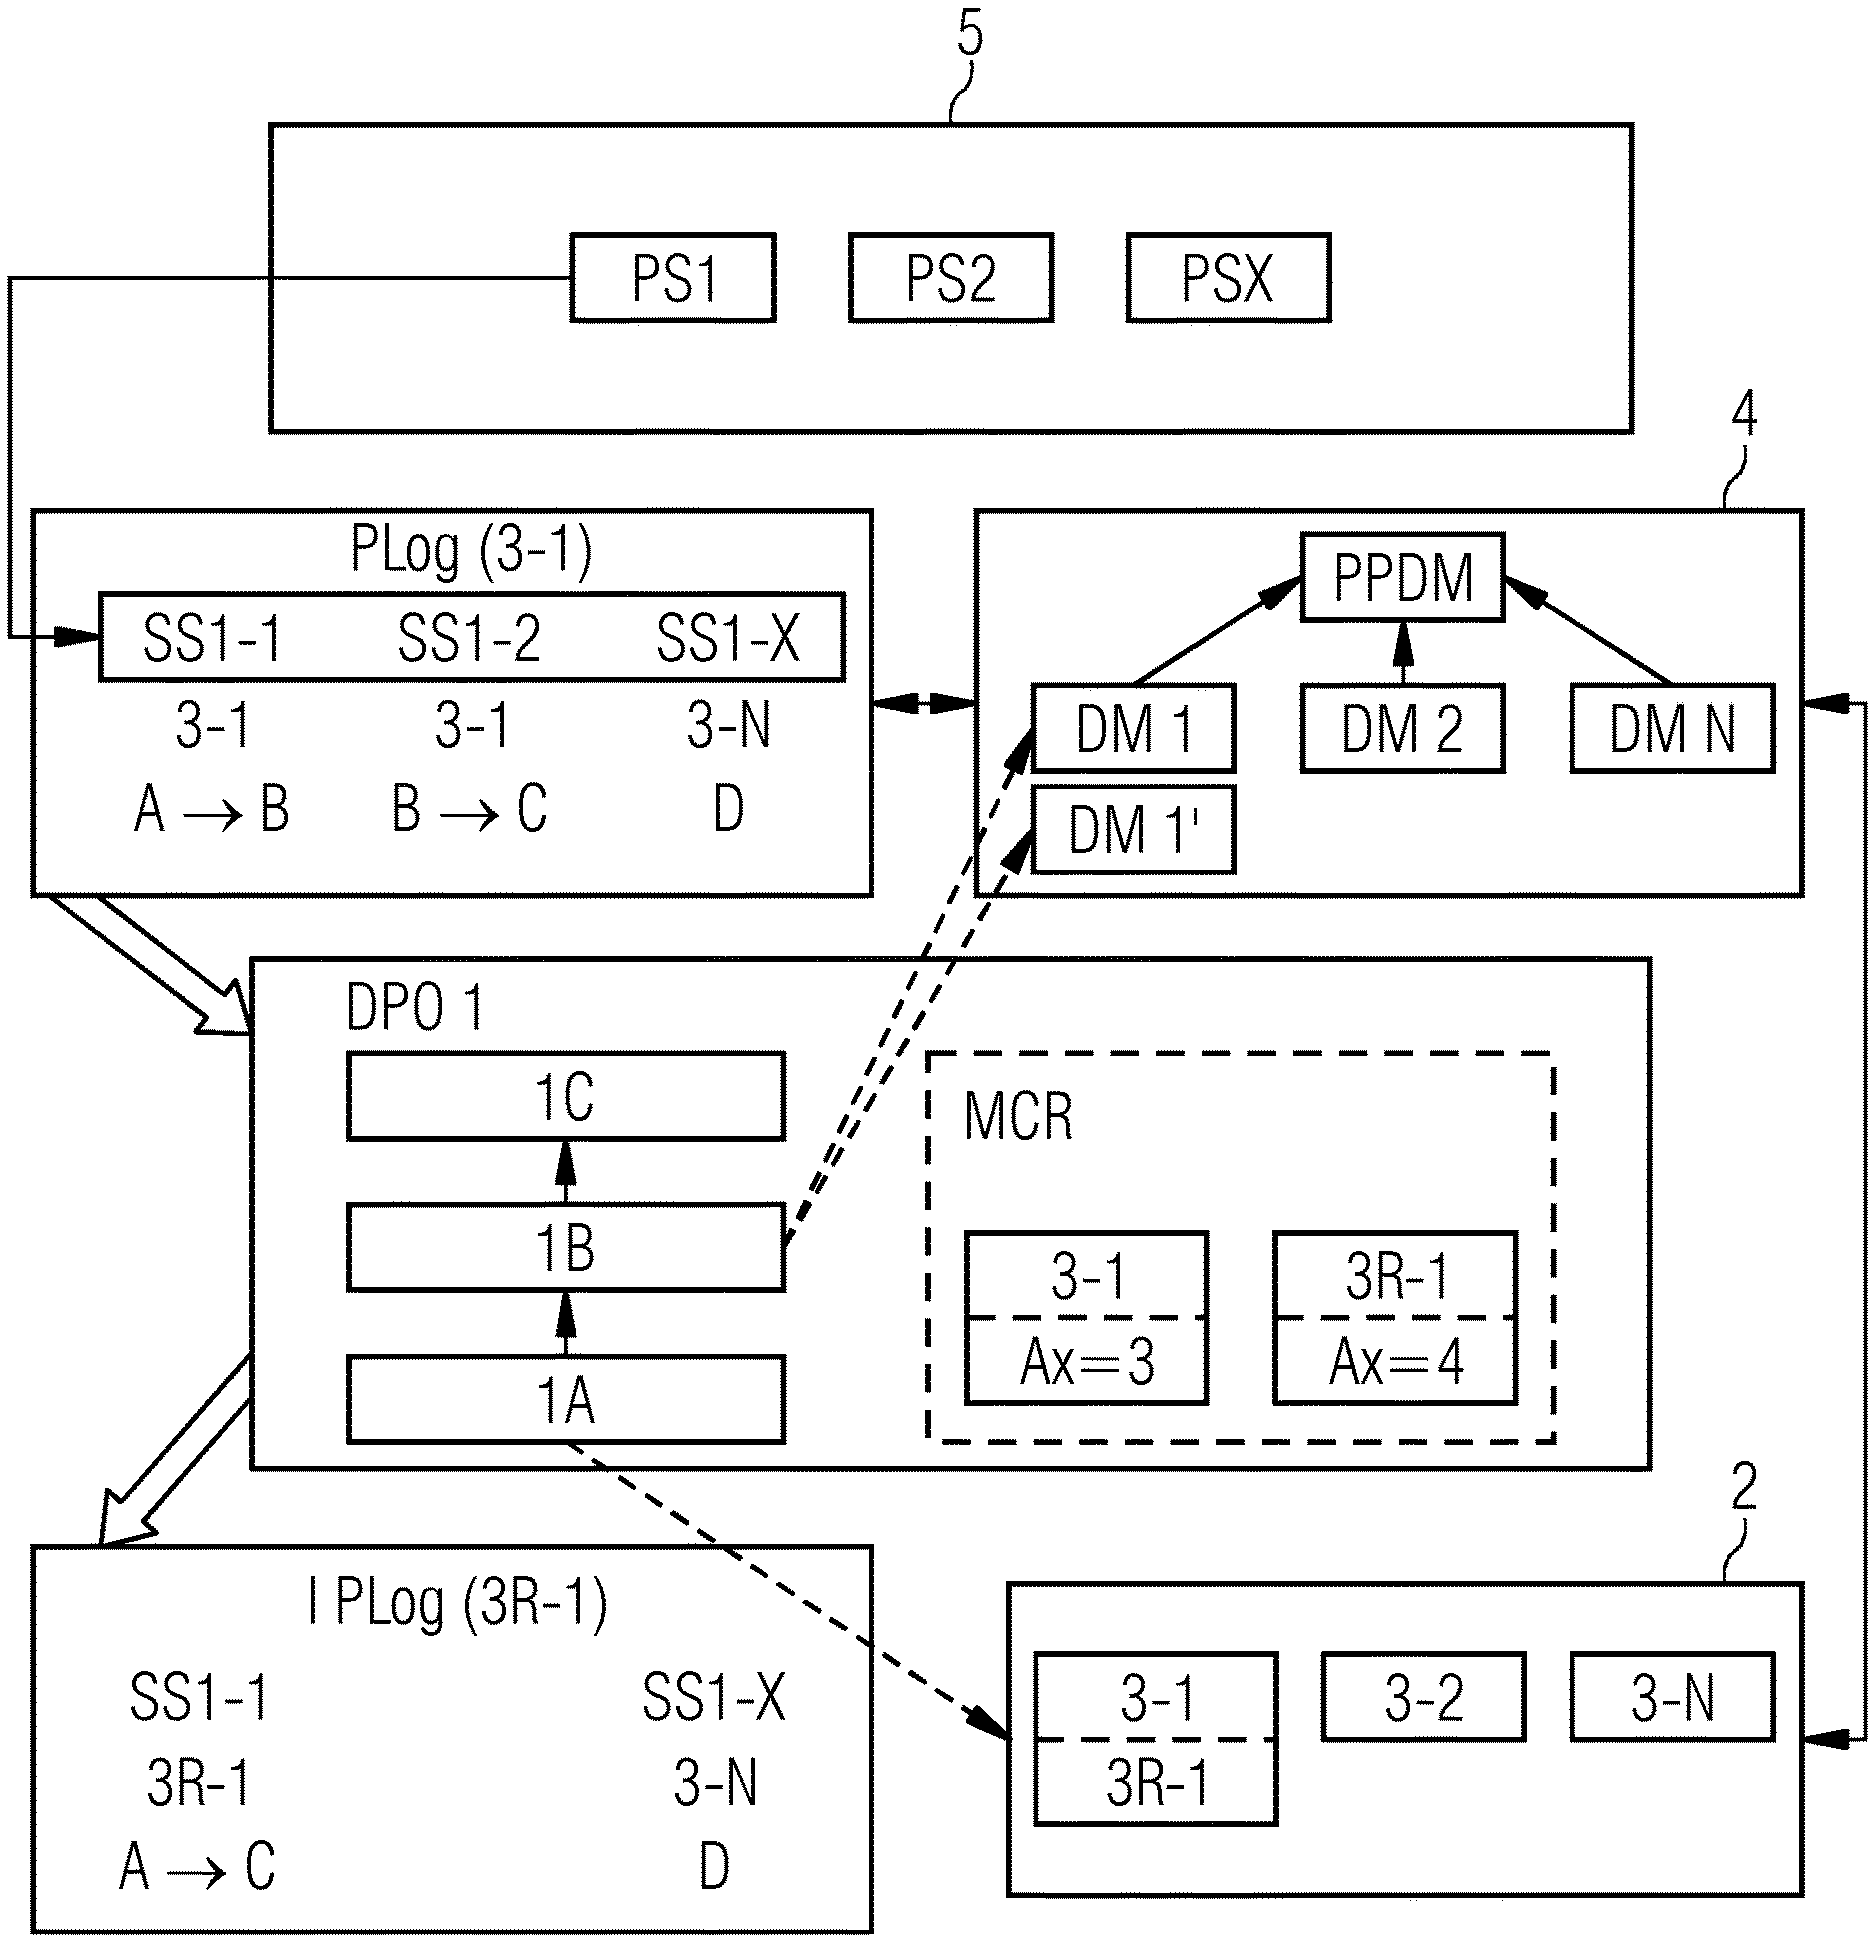 5
PS1 PS2 PSX
4
PLog (3-1)
SS1-1 SS1-2 SS1-X
3-1 3-1 3-N
A → B B → C D
PPDM
DM 1 DM 2 DM N
DM 1'
DPO 1
1C
1B
1A
MCR
3-1 3R-1
Ax=3 Ax=4
2
I PLog (3R-1)
SS1-1 SS1-X
3R-1 3-N
A → C D
3-1 3-2 3-N
3R-1